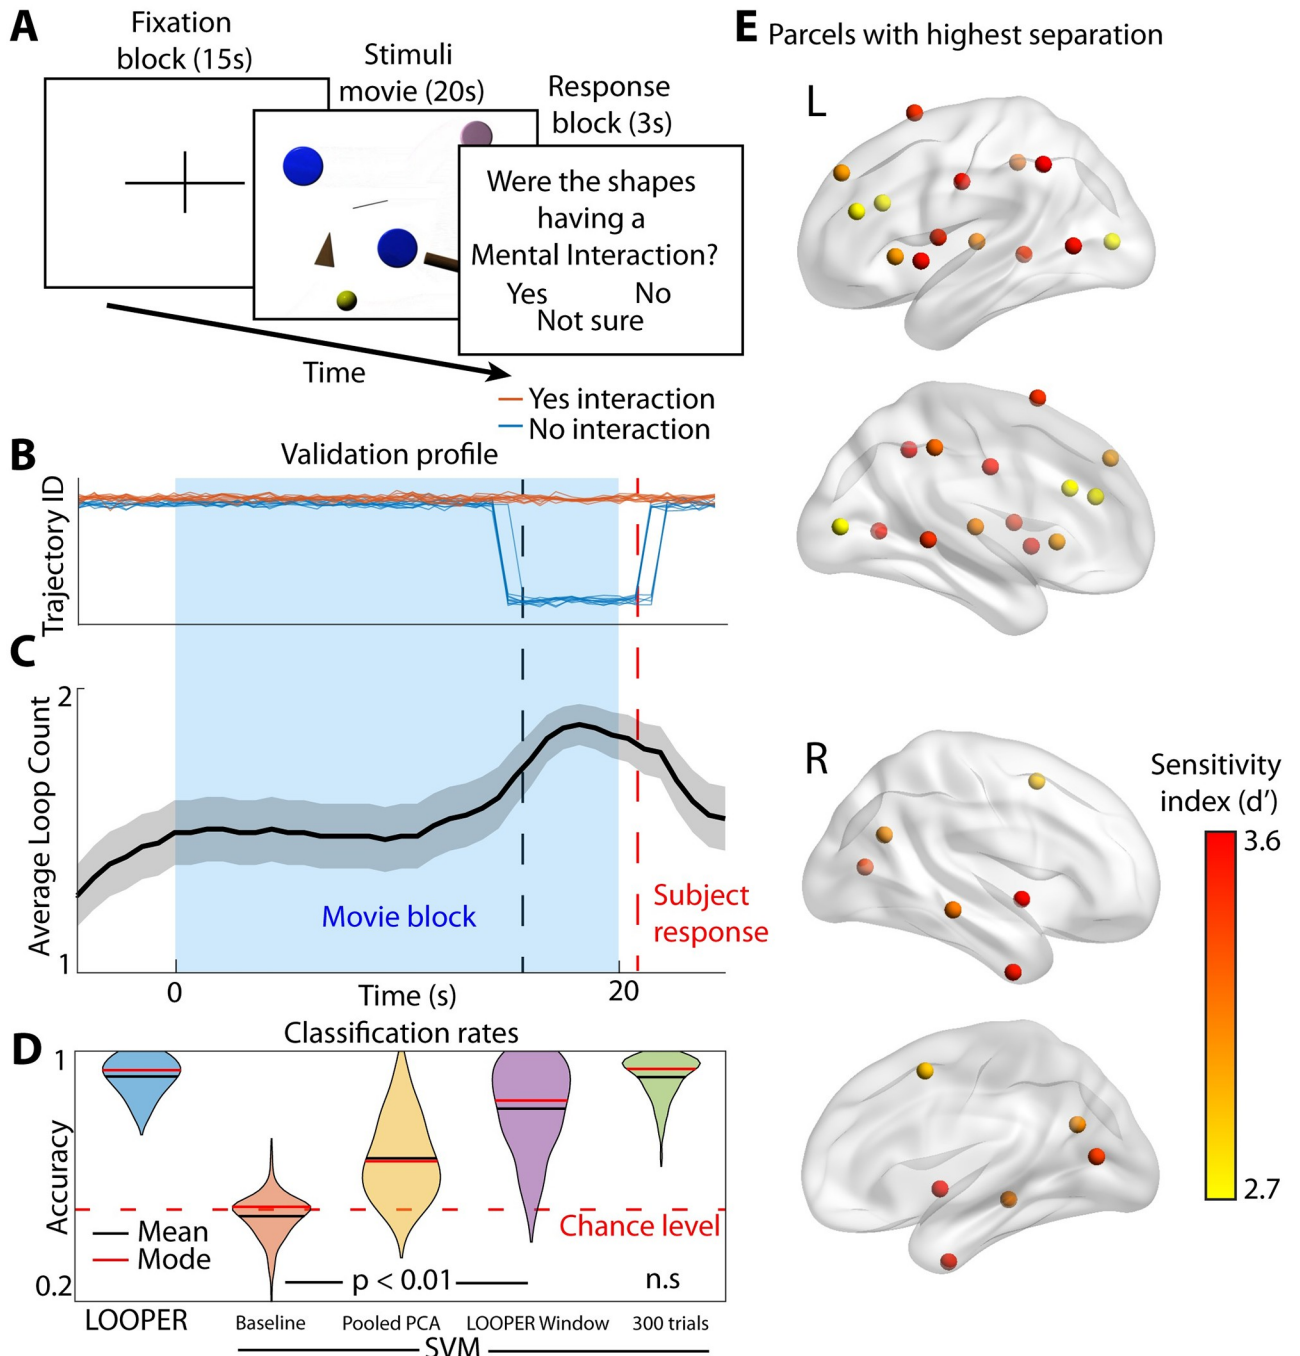 A
Fixation
block (15s)
Stimuli
movie (20s)
Response
block (3s)
Were the shapes
having a
Mental Interaction?
Yes No
Not sure
Time
Yes interaction
No interaction
B
Validation profile
Trajectory ID
C
Average Loop Count
2
1
Movie block
Subject
response
0
Time (s)
20
D
Classification rates
Accuracy
1
0.2
Mean
Mode
Chance level
p < 0.01
n.s
LOOPER
Baseline
Pooled PCA
LOOPER Window
300 trials
SVM
E
Parcels with highest separation
L
R
Sensitivity
index (d')
3.6
2.7